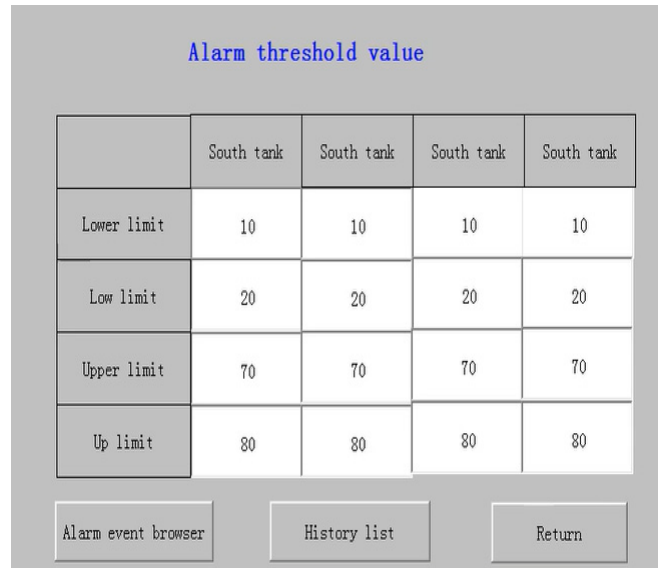 Alarm threshold value
South tank South tank South tank South tank
Lower limit 10 10 10 10
Low limit 20 20 20 20
Upper limit 70 70 70 70
Up limit 80 80 80 80
Alarm event browser History list Return